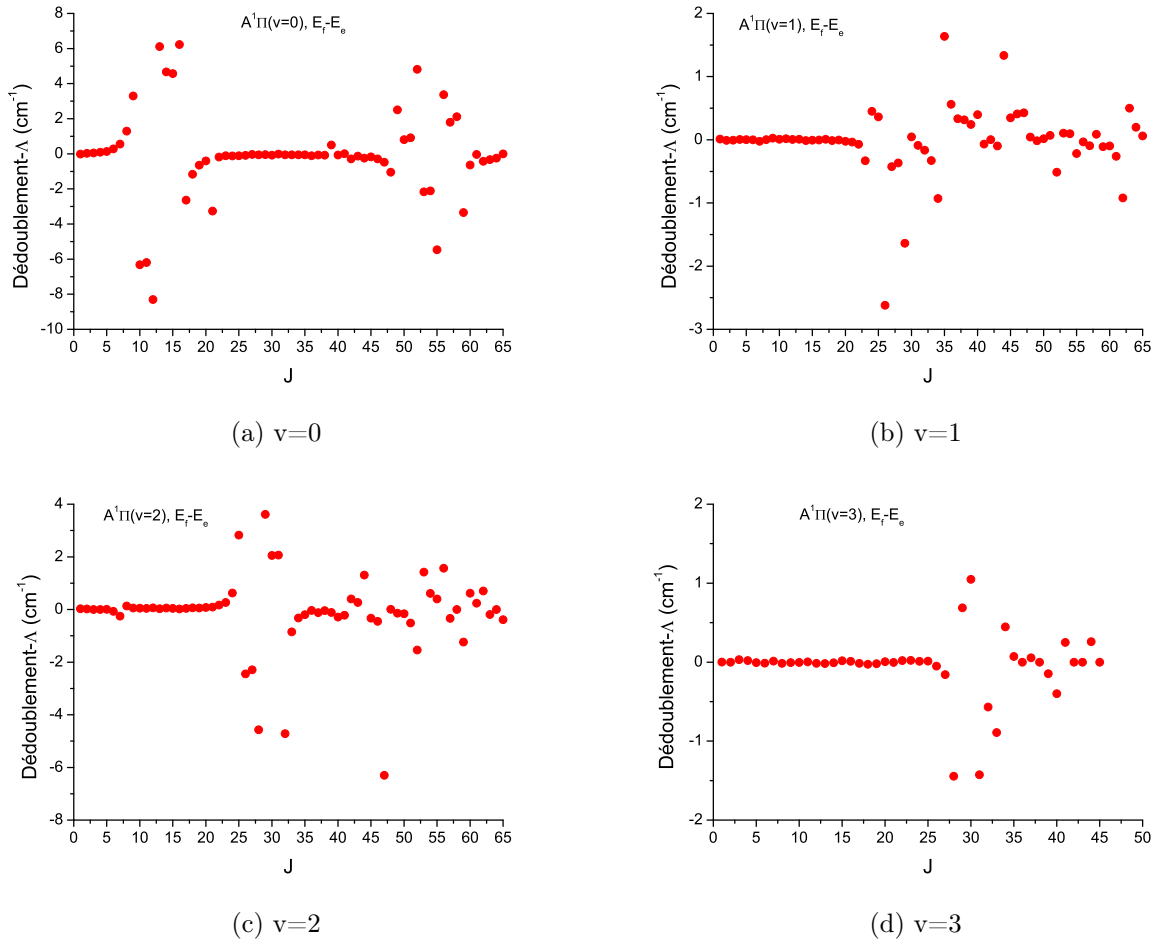 A¹Π(v=0), E_f-E_e
Dédoublement-Λ (cm⁻¹)
8
6
4
2
0
-2
-4
-6
-8
-10
0 5 10 15 20 25 30 35 40 45 50 55 60 65
J
(a) v=0
A¹Π(v=1), E_f-E_e
Dédoublement-Λ (cm⁻¹)
2
1
0
-1
-2
-3
0 5 10 15 20 25 30 35 40 45 50 55 60 65
J
(b) v=1
A¹Π(v=2), E_f-E_e
Dédoublement-Λ (cm⁻¹)
4
2
0
-2
-4
-6
-8
0 5 10 15 20 25 30 35 40 45 50 55 60 65
J
(c) v=2
A¹Π(v=3), E_f-E_e
Dédoublement-Λ (cm⁻¹)
2
1
0
-1
-2
0 5 10 15 20 25 30 35 40 45 50
J
(d) v=3